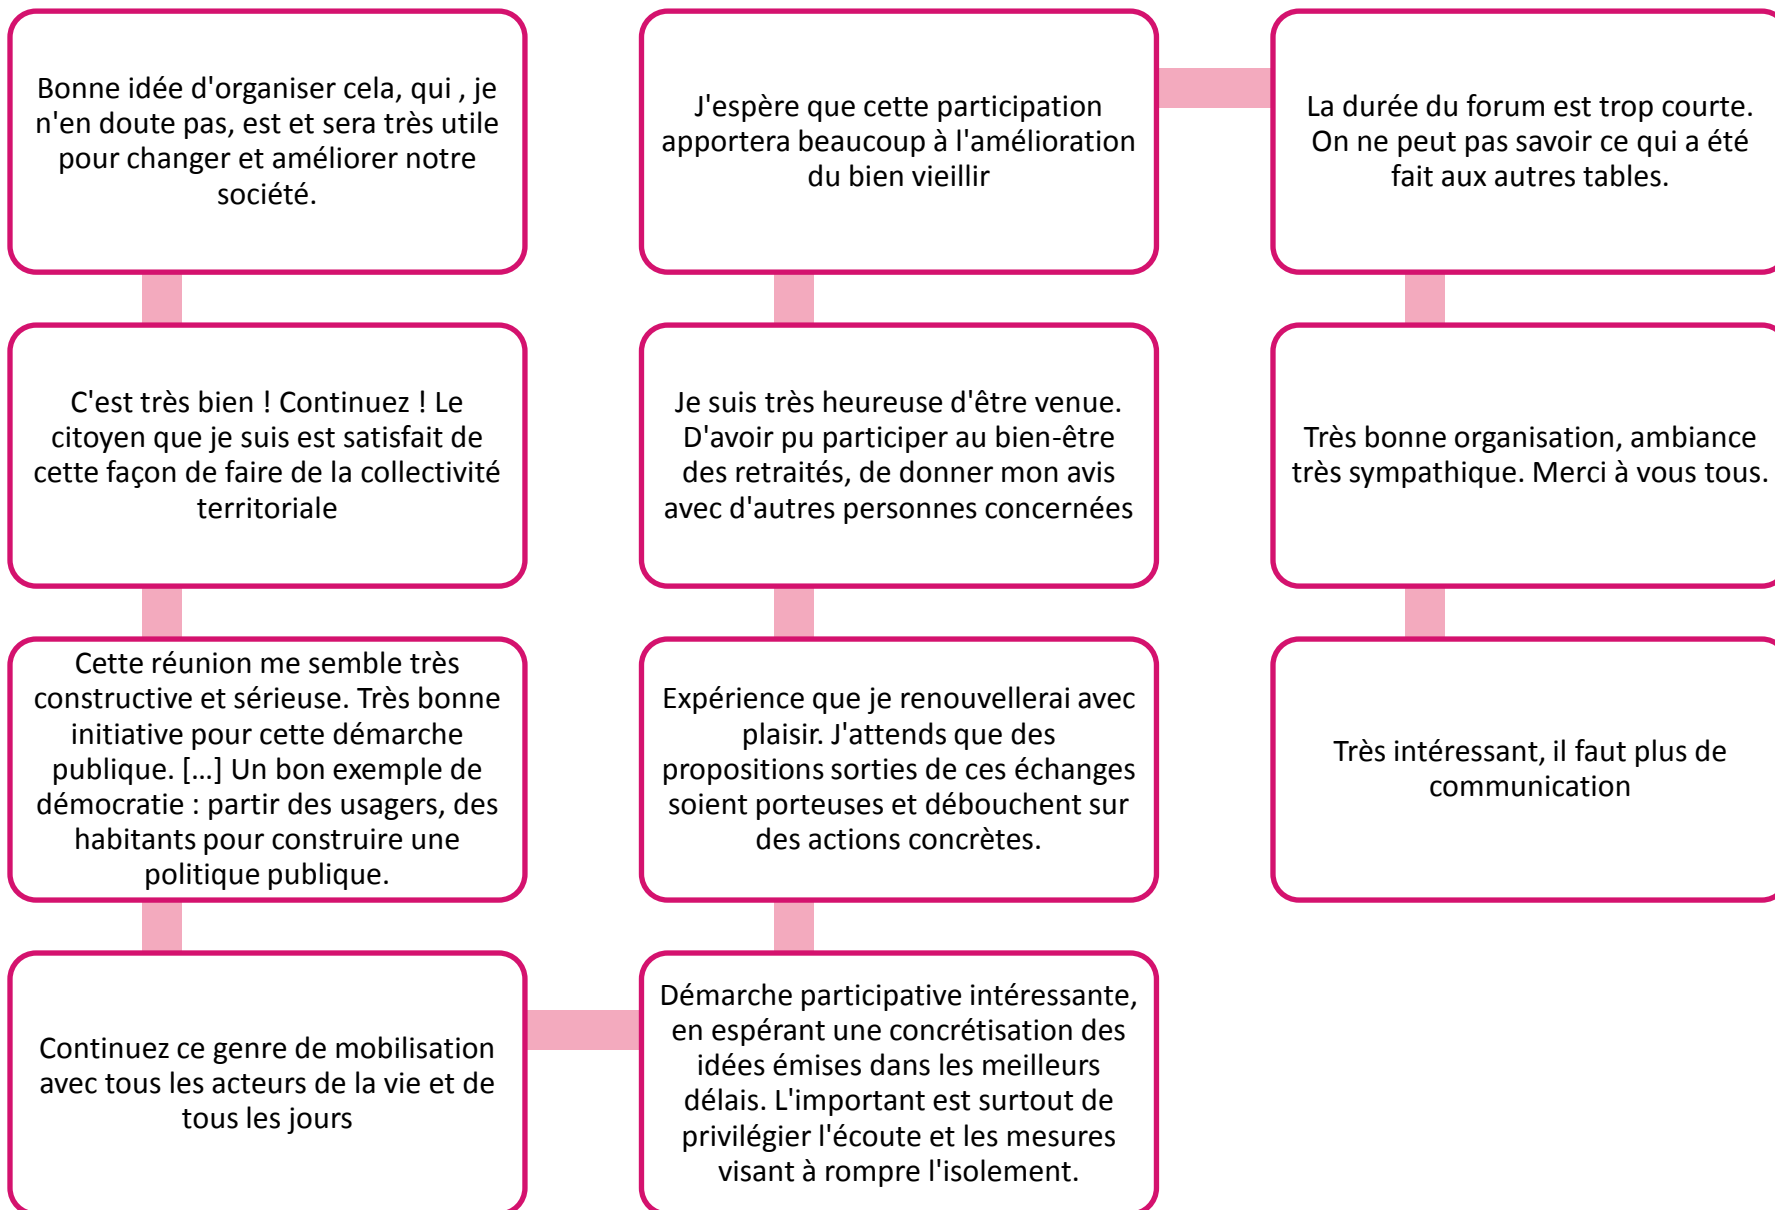 Bonne idée d'organiser cela, qui , je
n'en doute pas, est et sera très utile
pour changer et améliorer notre
société.
C'est très bien ! Continuez ! Le
citoyen que je suis est satisfait de
cette façon de faire de la collectivité
territoriale
Cette réunion me semble très
constructive et sérieuse. Très bonne
initiative pour cette démarche
publique. [...] Un bon exemple de
démocratie : partir des usagers, des
habitants pour construire une
politique publique.
Continuez ce genre de mobilisation
avec tous les acteurs de la vie et de
tous les jours
Démarche participative intéressante,
en espérant une concrétisation des
idées émises dans les meilleurs
délais. L'important est surtout de
privilégier l'écoute et les mesures
visant à rompre l'isolement.
Expérience que je renouvellerai avec
plaisir. J'attends que des
propositions sorties de ces échanges
soient porteuses et débouchent sur
des actions concrètes.
Je suis très heureuse d'être venue.
D'avoir pu participer au bien-être
des retraités, de donner mon avis
avec d'autres personnes concernées
J'espère que cette participation
apportera beaucoup à l'amélioration
du bien vieillir
La durée du forum est trop courte.
On ne peut pas savoir ce qui a été
fait aux autres tables.
Très bonne organisation, ambiance
très sympathique. Merci à vous tous.
Très intéressant, il faut plus de
communication